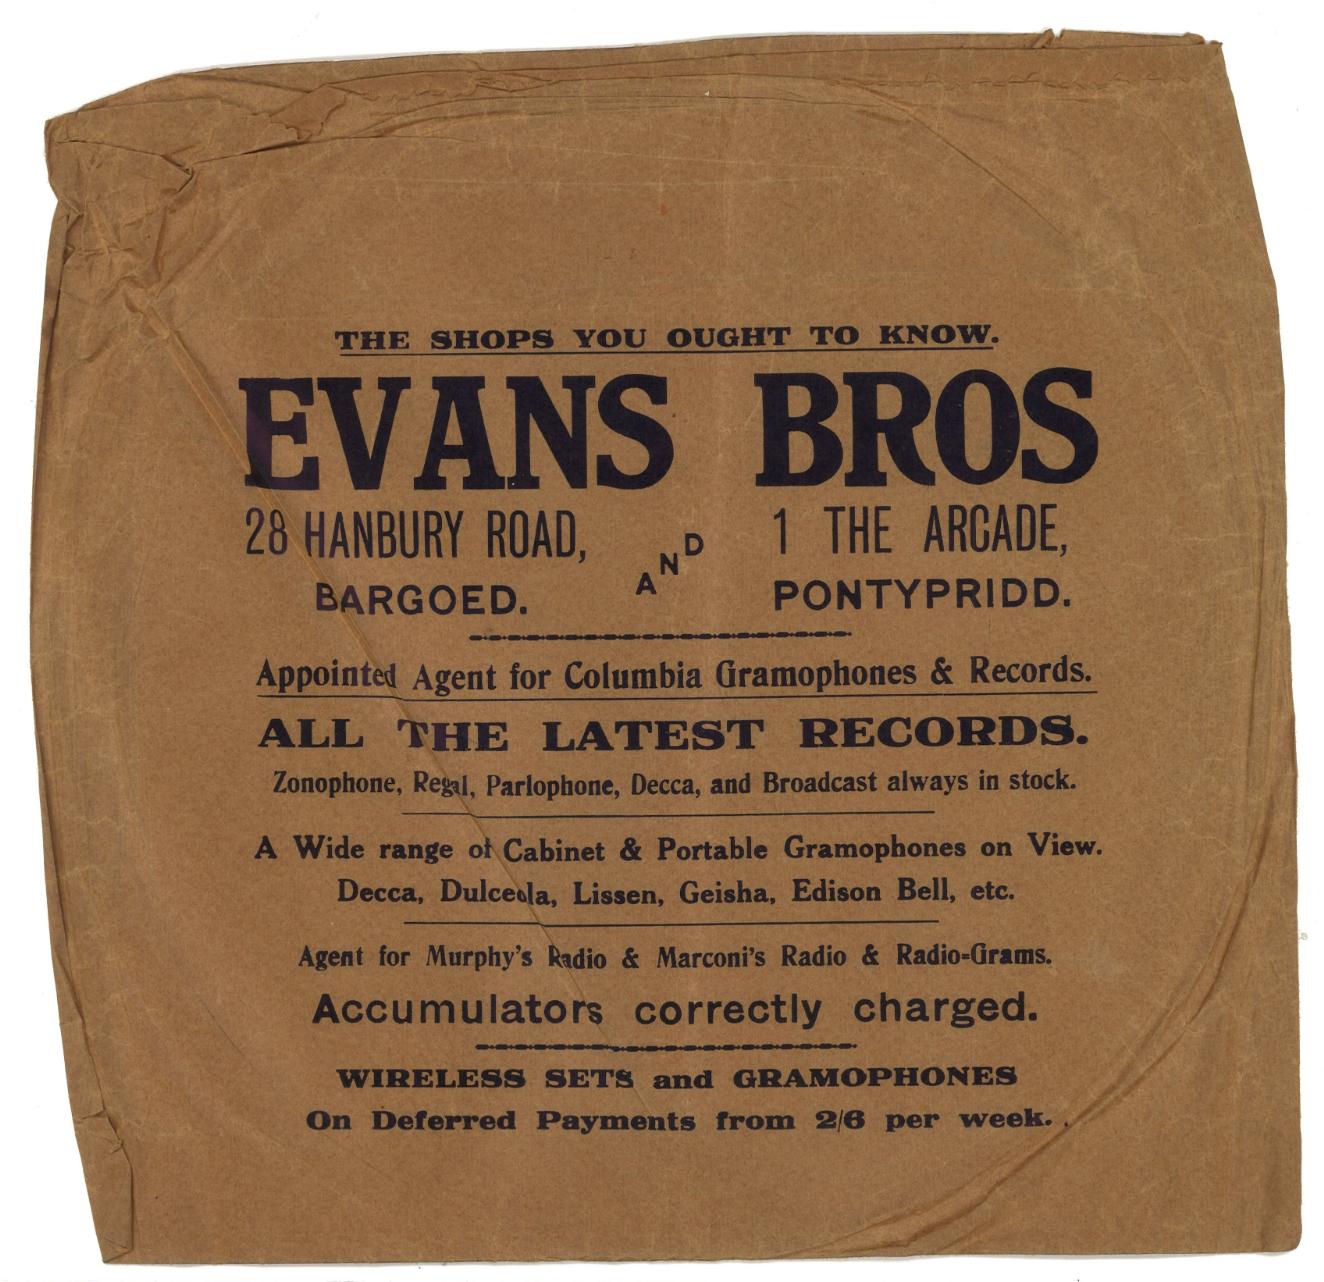 THE SHOPS YOU OUGHT TO KNOW.
EVANS BROS
28 HANBURY ROAD, BARGOED.
AND
1 THE ARCADE, PONTYPRIDD.
Appointed Agent for Columbia Gramophones & Records.
ALL THE LATEST RECORDS.
Zonophone, Regal, Parlophone, Decca, and Broadcast always in stock.
A Wide range of Cabinet & Portable Gramophones on View.
Decca, Dulceola, Lissen, Geisha, Edison Bell, etc.
Agent for Murphy's Radio & Marconi's Radio & Radio-Grams.
Accumulators correctly charged.
WIRELESS SETS and GRAMOPHONES
On Deferred Payments from 2/6 per week. .